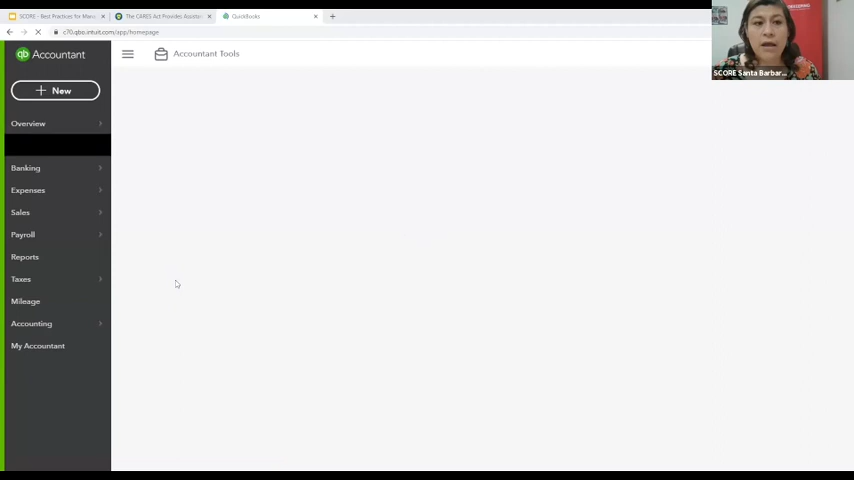 SCORE - Best Practices for Mana
The CARES Act Provides Assistan
QuickBooks
c70.qbo.intuit.com/app/homepage
qb Accountant
Accountant Tools
SCORE Santa Barbar...
+ New
Overview
Banking
Expenses
Sales
Payroll
Reports
Taxes
Mileage
Accounting
My Accountant